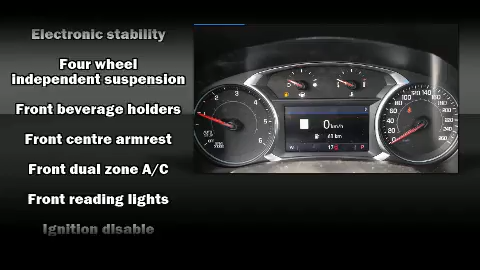 Electronic stability
Four wheel
independent suspension
Front beverage holders
Front centre armrest
Front dual zone A/C
Front reading lights
Ignition disable
0 km/h